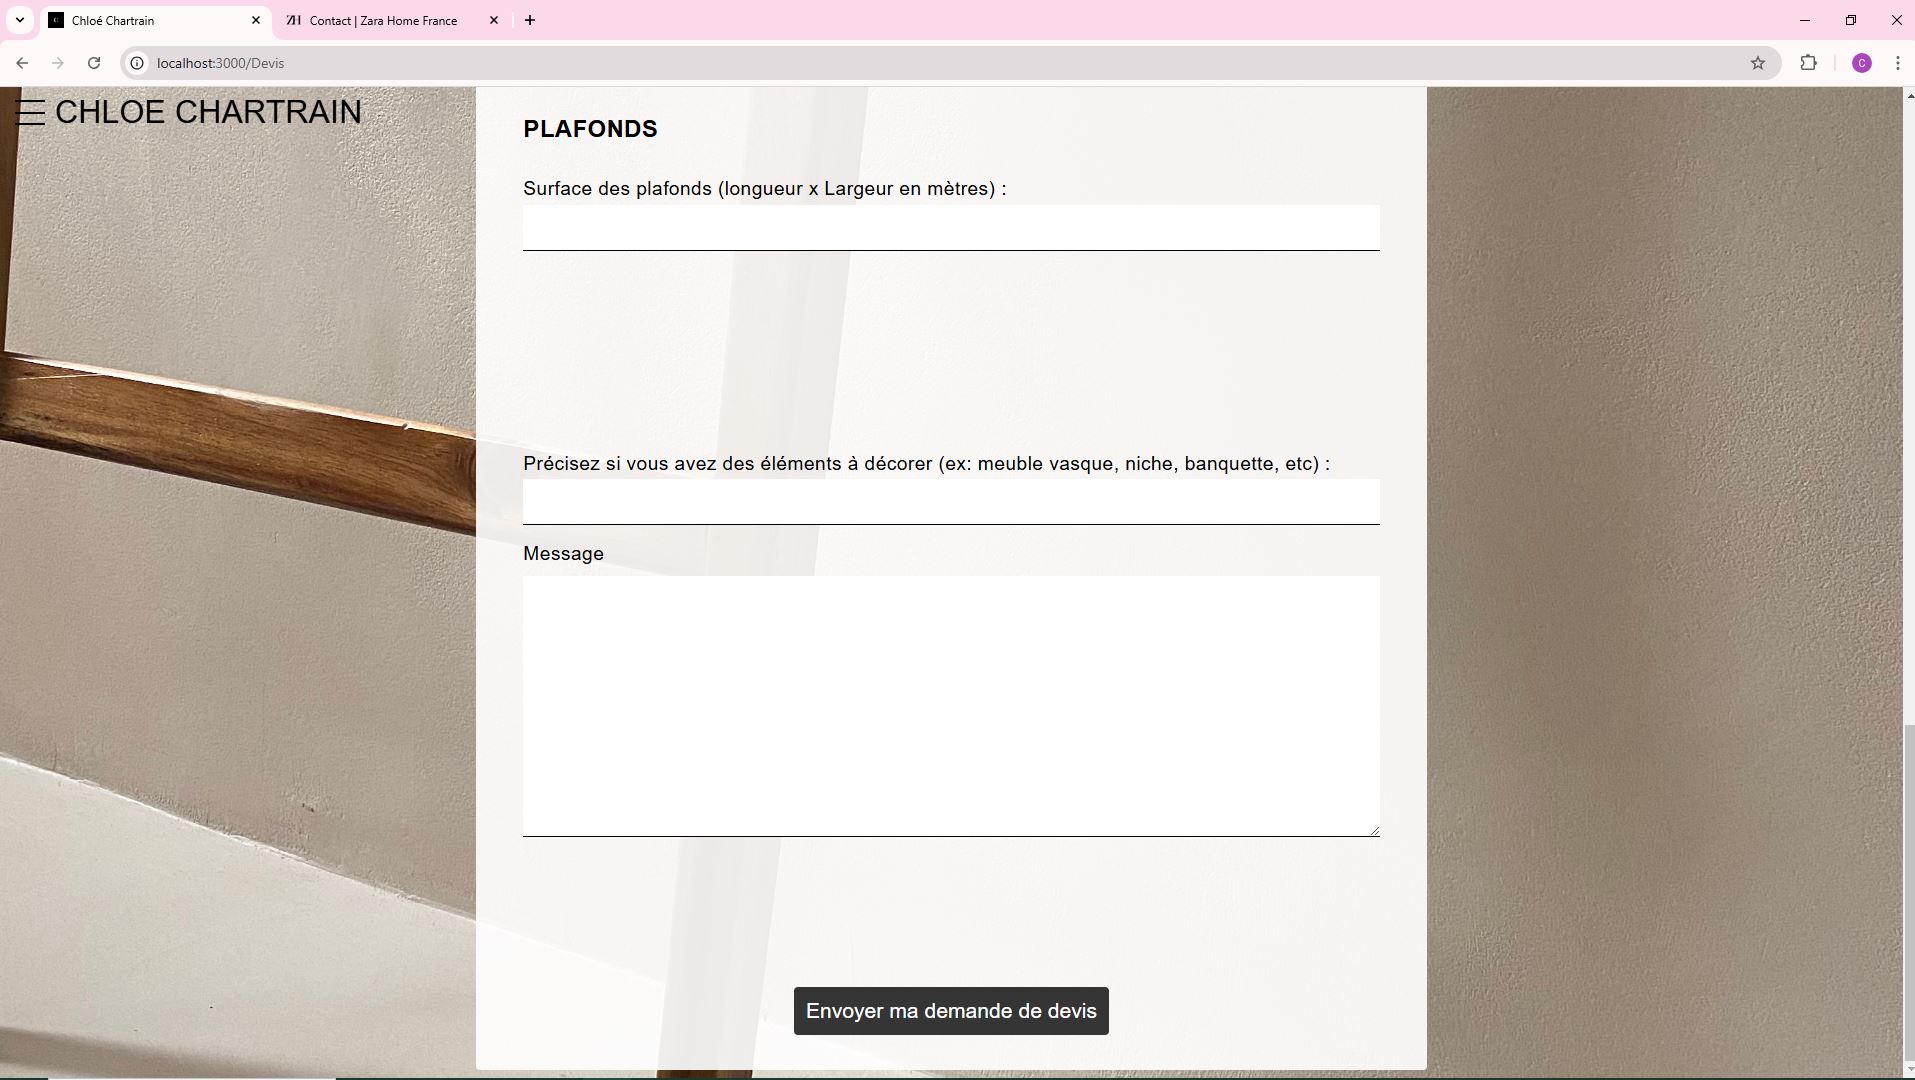 Chloé Chartrain
Contact | Zara Home France
localhost:3000/Devis
C
CHLOE CHARTRAIN
PLAFONDS
Surface des plafonds (longueur x Largeur en mètres) :
Précisez si vous avez des éléments à décorer (ex: meuble vasque, niche, banquette, etc) :
Message
Envoyer ma demande de devis